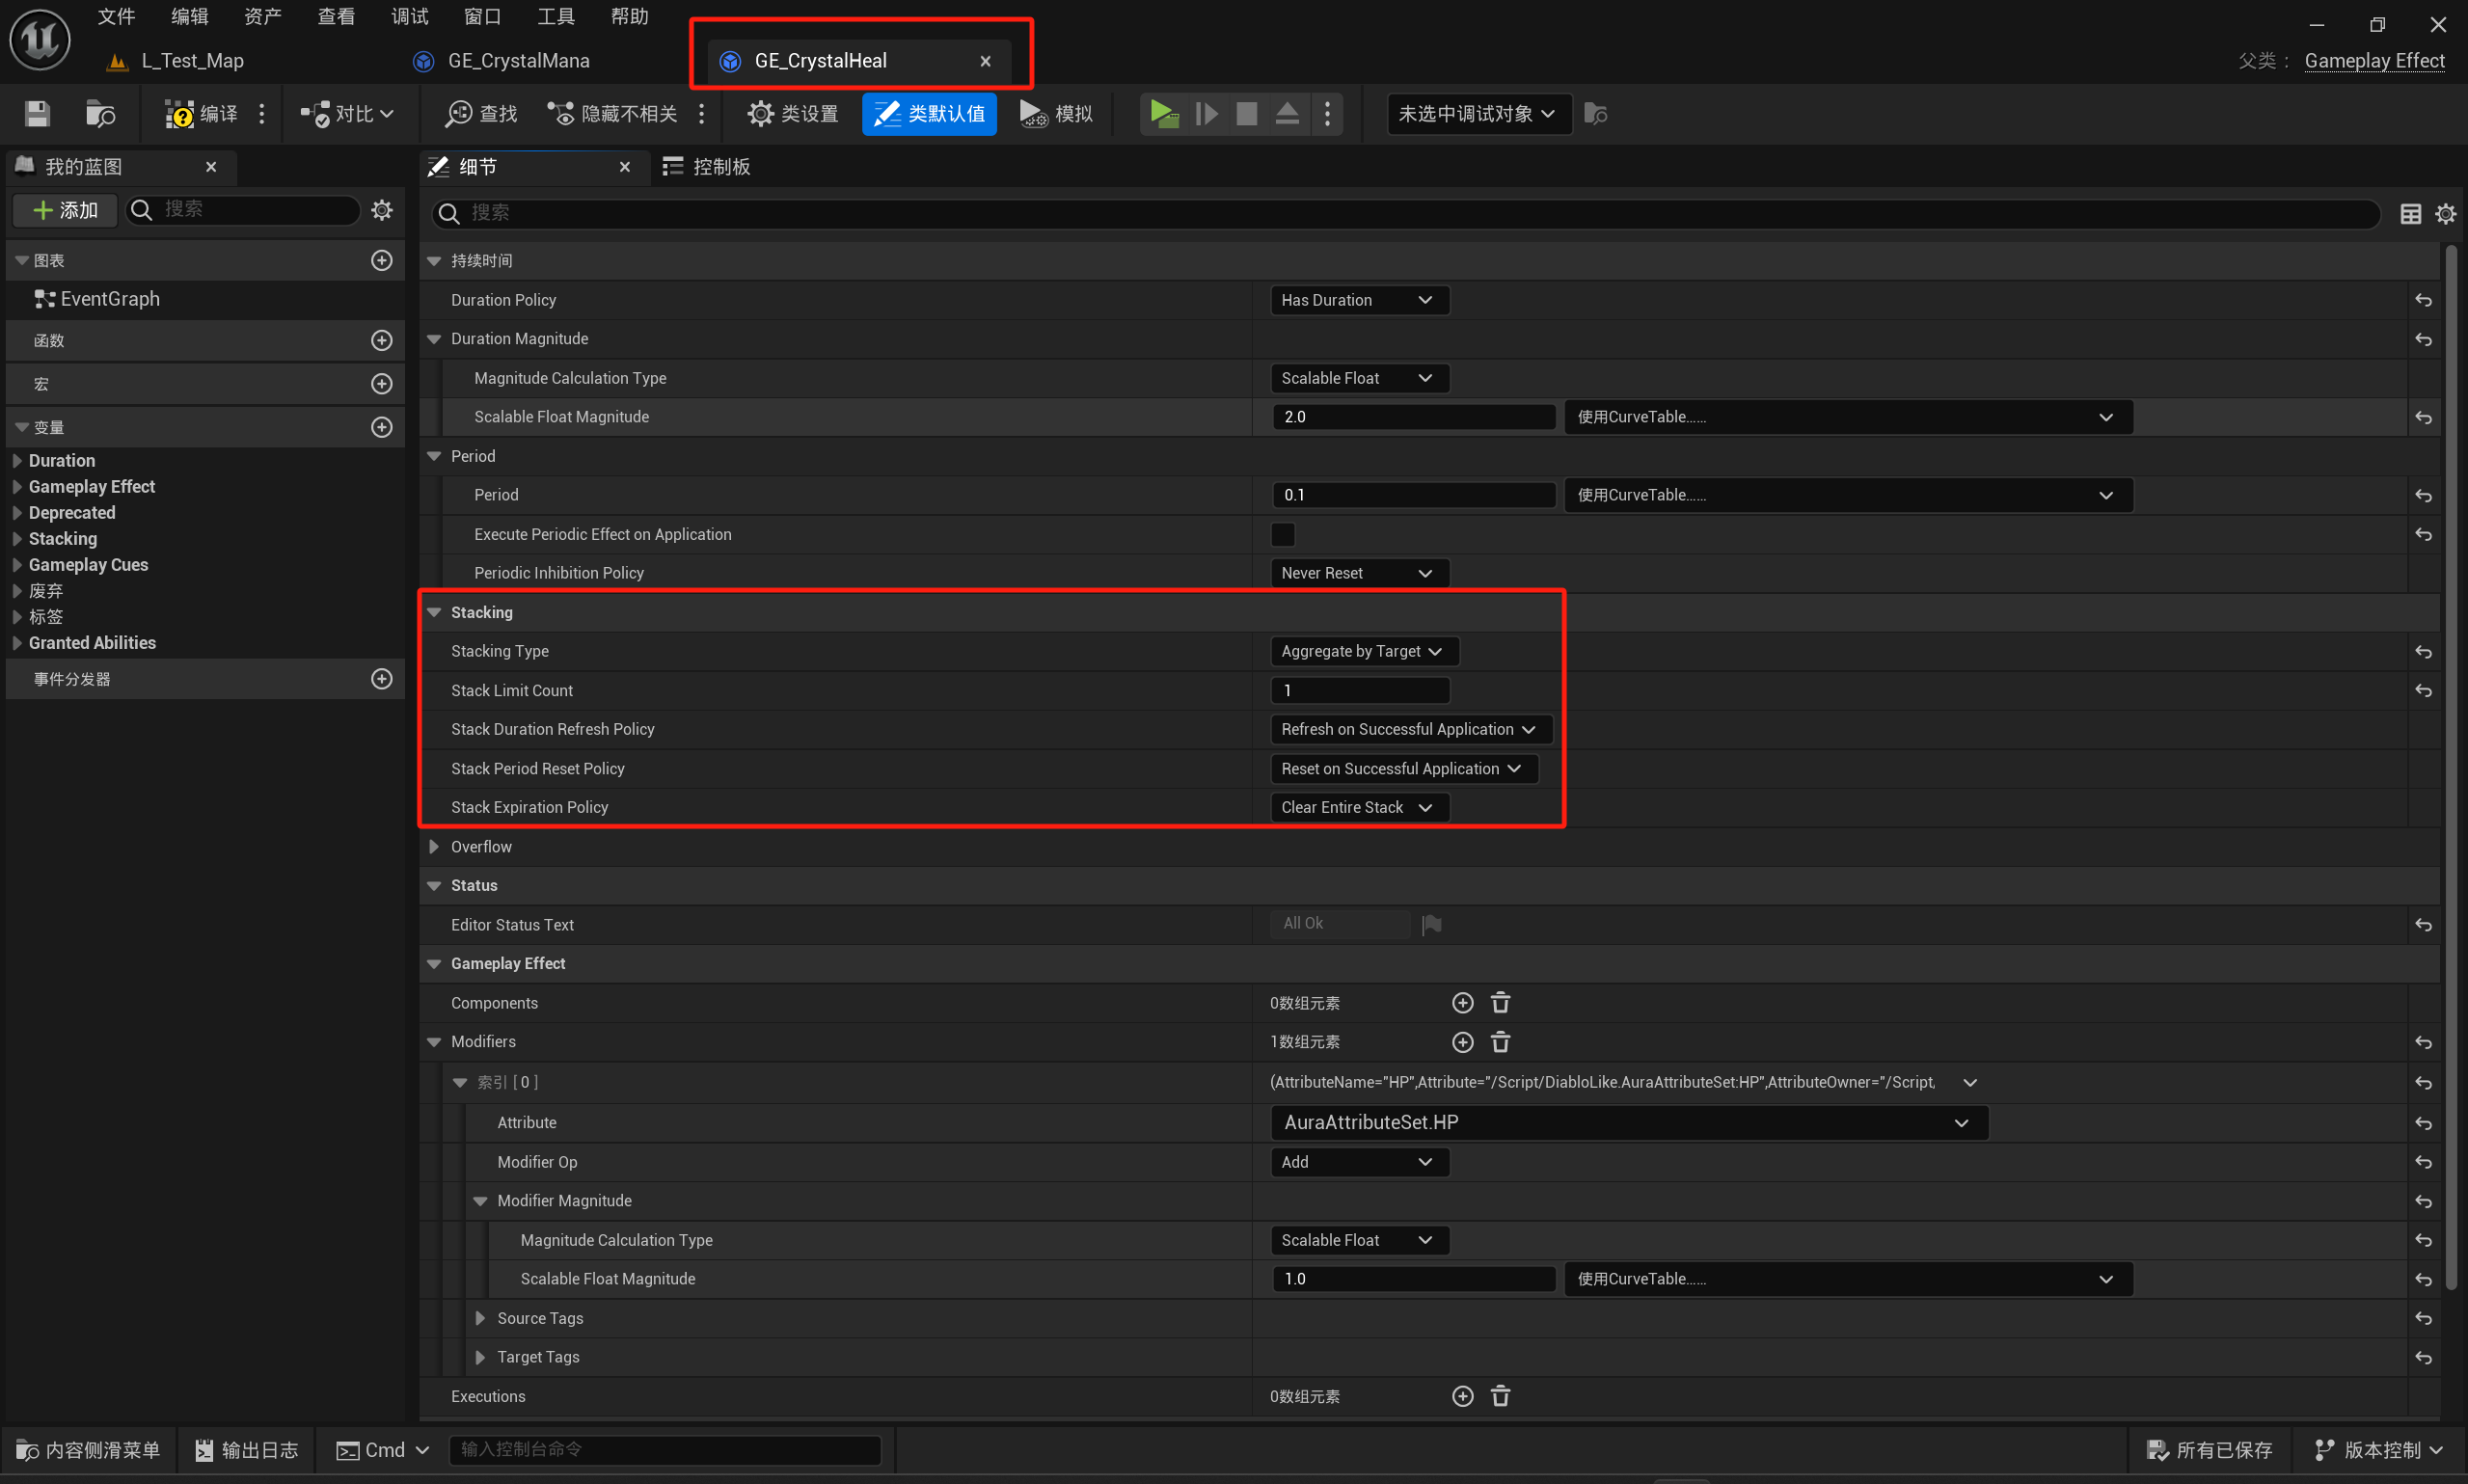 文件 编辑 资产 查看 调试 窗口 工具 帮助
L_Test_Map GE_CrystalMana GE_CrystalHeal 父类： Gameplay Effect
编译 对比 查找 隐藏不相关 类设置 类默认值 模拟 未选中调试对象
我的蓝图
添加 搜索
图表
EventGraph
函数
宏
变量
Duration
Gameplay Effect
Deprecated
Stacking
Gameplay Cues
废弃
标签
Granted Abilities
事件分发器
细节 控制板
搜索
持续时间
Duration Policy Has Duration
Duration Magnitude
Magnitude Calculation Type Scalable Float
Scalable Float Magnitude 2.0 使用CurveTable......
Period
Period 0.1 使用CurveTable......
Execute Periodic Effect on Application
Periodic Inhibition Policy Never Reset
Stacking
Stacking Type Aggregate by Target
Stack Limit Count 1
Stack Duration Refresh Policy Refresh on Successful Application
Stack Period Reset Policy Reset on Successful Application
Stack Expiration Policy Clear Entire Stack
Overflow
Status
Editor Status Text All Ok
Gameplay Effect
Components 0数组元素
Modifiers 1数组元素
索引 [ 0 ] (AttributeName="HP",Attribute="/Script/DiabloLike.AuraAttributeSet:HP",AttributeOwner="/Script,
Attribute AuraAttributeSet.HP
Modifier Op Add
Modifier Magnitude
Magnitude Calculation Type Scalable Float
Scalable Float Magnitude 1.0 使用CurveTable......
Source Tags
Target Tags
Executions 0数组元素
内容侧滑菜单 输出日志 Cmd 输入控制台命令 所有已保存 版本控制